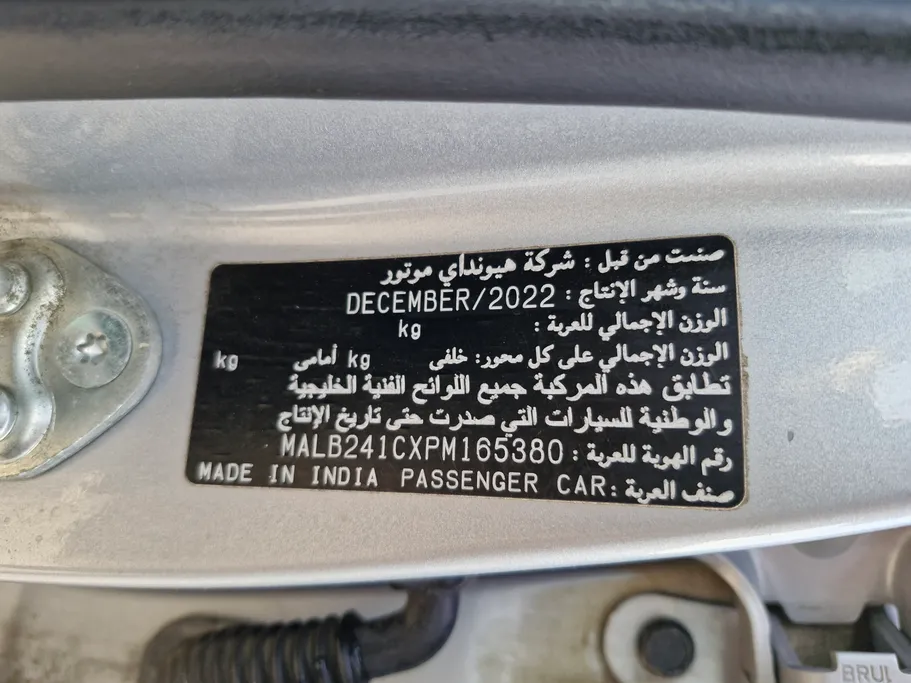 صنعت من قبل : شركة هيونداي موتور
سنة وشهر الإنتاج : DECEMBER/2022
الوزن الإجمالي للعربة : kg
الوزن الإجمالي على كل محور: خلفى kg أمامى kg
تطابق هذه المركبة جميع اللوائح الفنية الخليجية
والوطنية للسيارات التي صدرت حتى تاريخ الإنتاج
رقم الهوية للعربة : MALB241CXPM165380
صنف العربة : MADE IN INDIA PASSENGER CAR